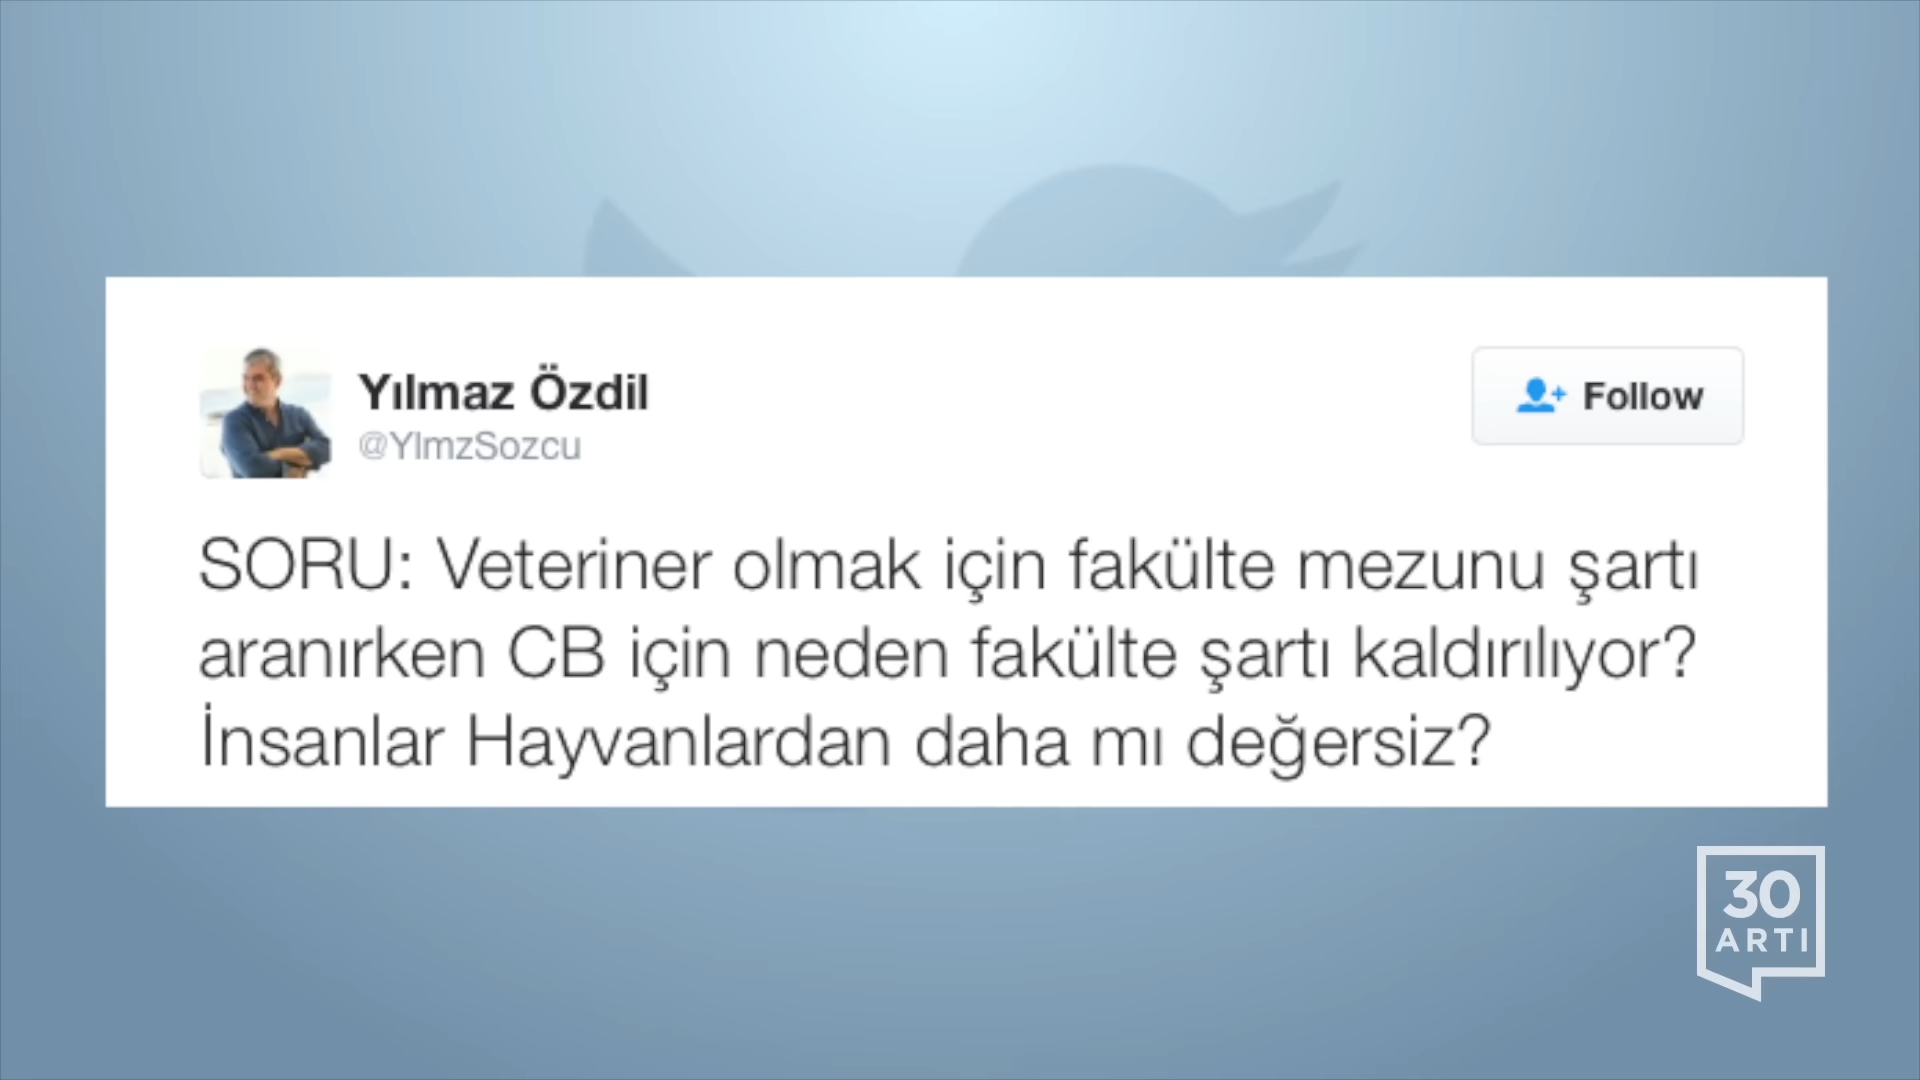 Yılmaz Özdil
@YlmzSozcu
Follow
SORU: Veteriner olmak için fakülte mezunu şartı
aranırken CB için neden fakülte şartı kaldırılıyor?
İnsanlar Hayvanlardan daha mı değersiz?
30
ARTI